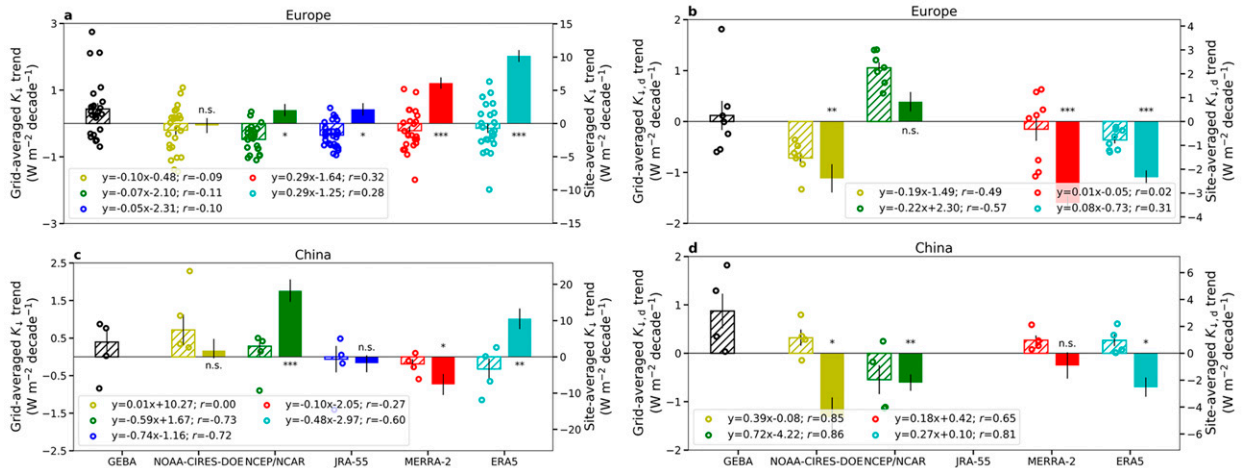 a
Europe
Grid-averaged K↓ trend
(W m−2 decade−1)
3
1
−1
−3
15
10
5
0
−5
−10
−15
Site-averaged K↓ trend
(W m−2 decade−1)
n.s.
*
*
***
***
y=-0.10x-0.48; r=-0.09
y=-0.07x-2.10; r=-0.11
y=-0.05x-2.31; r=-0.10
y=0.29x-1.64; r=0.32
y=0.29x-1.25; r=0.28
b
Europe
Grid-averaged K↓,d trend
(W m−2 decade−1)
2
1
0
−1
−2
4
3
2
1
0
−1
−2
−3
−4
Site-averaged K↓,d trend
(W m−2 decade−1)
**
n.s.
***
***
y=-0.19x-1.49; r=-0.49
y=-0.22x+2.30; r=-0.57
y=0.01x-0.05; r=0.02
y=0.08x-0.73; r=0.31
c
China
Grid-averaged K↓ trend
(W m−2 decade−1)
2.5
1.5
0.5
−0.5
−1.5
−2.5
20
10
0
−10
−20
Site-averaged K↓ trend
(W m−2 decade−1)
n.s.
***
n.s.
*
**
y=0.01x+10.27; r=0.00
y=-0.59x+1.67; r=-0.73
y=-0.74x-1.16; r=-0.72
y=-0.10x-2.05; r=-0.27
y=-0.48x-2.97; r=-0.60
GEBA
NOAA-CIRES-DOE
NCEP/NCAR
JRA-55
MERRA-2
ERA5
d
China
Grid-averaged K↓,d trend
(W m−2 decade−1)
2
1
0
−1
−2
6
4
2
0
−2
−4
−6
Site-averaged K↓,d trend
(W m−2 decade−1)
*
**
n.s.
*
y=0.39x-0.08; r=0.85
y=0.72x-4.22; r=0.86
y=0.18x+0.42; r=0.65
y=0.27x+0.10; r=0.81
GEBA
NOAA-CIRES-DOE
NCEP/NCAR
JRA-55
MERRA-2
ERA5